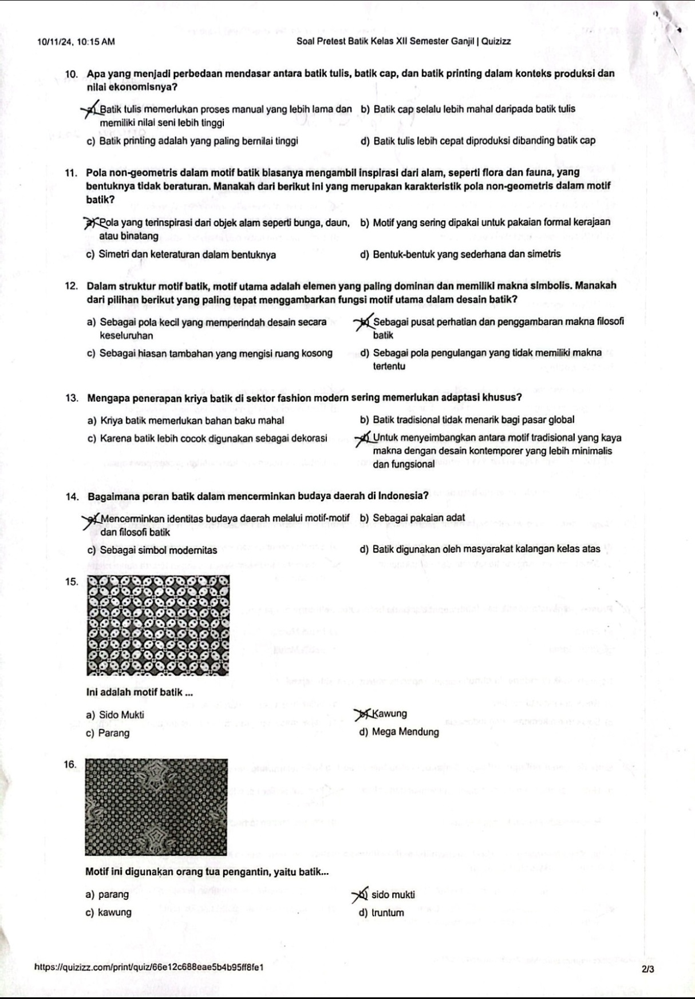 10/11/24, 10:15 AM
Soal Pretest Batik Kelas XII Semester Ganjil | Quizizz
10. Apa yang menjadi perbedaan mendasar antara batik tulis, batik cap, dan batik printing dalam konteks produksi dan
nilai ekonomisnya?
a) Batik tulis memerlukan proses manual yang lebih lama dan
memiliki nilai seni lebih tinggi
b) Batik cap selalu lebih mahal daripada batik tulis
c) Batik printing adalah yang paling bernilai tinggi
d) Batik tulis lebih cepat diproduksi dibanding batik cap
11. Pola non-geometris dalam motif batik biasanya mengambil inspirasi dari alam, seperti flora dan fauna, yang
bentuknya tidak beraturan. Manakah dari berikut ini yang merupakan karakteristik pola non-geometris dalam motif
batik?
a) Pola yang terinspirasi dari objek alam seperti bunga, daun,
atau binatang
b) Motif yang sering dipakai untuk pakaian formal kerajaan
c) Simetri dan keteraturan dalam bentuknya
d) Bentuk-bentuk yang sederhana dan simetris
12. Dalam struktur motif batik, motif utama adalah elemen yang paling dominan dan memiliki makna simbolis. Manakah
dari pilihan berikut yang paling tepat menggambarkan fungsi motif utama dalam desain batik?
a) Sebagai pola kecil yang memperindah desain secara
keseluruhan
b) Sebagai pusat perhatian dan penggambaran makna filosofi
batik
c) Sebagai hiasan tambahan yang mengisi ruang kosong
d) Sebagai pola pengulangan yang tidak memiliki makna
tertentu
13. Mengapa penerapan kriya batik di sektor fashion modern sering memerlukan adaptasi khusus?
a) Kriya batik memerlukan bahan baku mahal
b) Batik tradisional tidak menarik bagi pasar global
c) Karena batik lebih cocok digunakan sebagai dekorasi
d) Untuk menyeimbangkan antara motif tradisional yang kaya
makna dengan desain kontemporer yang lebih minimalis
dan fungsional
14. Bagaimana peran batik dalam mencerminkan budaya daerah di Indonesia?
a) Mencerminkan identitas budaya daerah melalui motif-motif
dan filosofi batik
b) Sebagai pakaian adat
c) Sebagai simbol modernitas
d) Batik digunakan oleh masyarakat kalangan kelas atas
15.
Ini adalah motif batik ...
a) Sido Mukti
b) Kawung
c) Parang
d) Mega Mendung
16.
Motif ini digunakan orang tua pengantin, yaitu batik...
a) parang
b) sido mukti
c) kawung
d) truntum
https://quizizz.com/print/quiz/66e12c688eae5b4b95ff8fe1
2/3